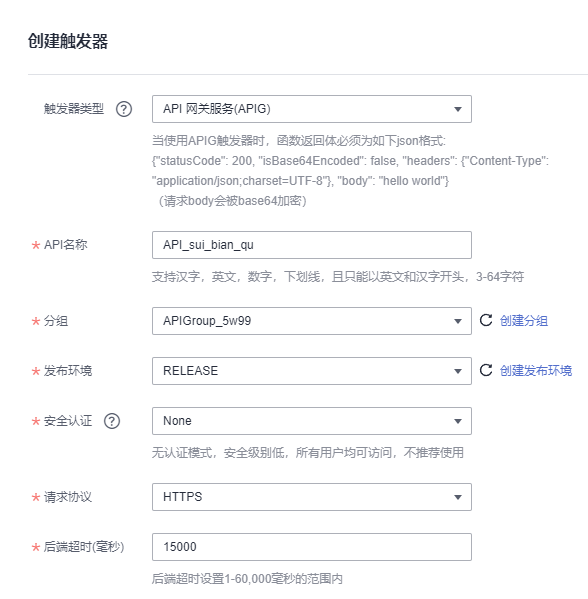 创建触发器
触发器类型 ? API 网关服务(APIG)
当使用APIG触发器时，函数返回体必须为如下json格式:
{"statusCode": 200, "isBase64Encoded": false, "headers": {"Content-Type":
"application/json;charset=UTF-8"}, "body": "hello world"}
（请求body会被base64加密）
* API名称 API_sui_bian_qu
支持汉字，英文，数字，下划线，且只能以英文和汉字开头，3-64字符
* 分组 APIGroup_5w99 创建分组
* 发布环境 RELEASE 创建发布环境
* 安全认证 ? None
无认证模式，安全级别低，所有用户均可访问，不推荐使用
* 请求协议 HTTPS
* 后端超时(毫秒) 15000
后端超时设置1-60,000毫秒的范围内